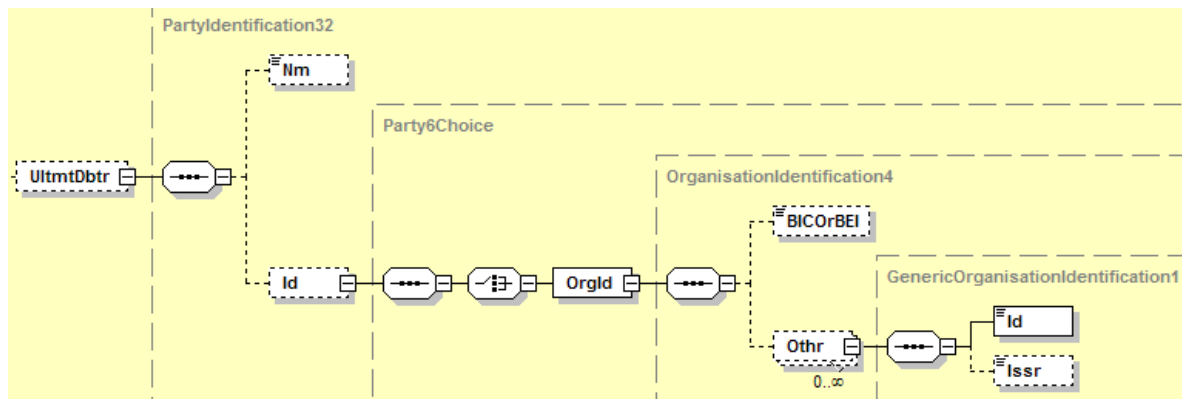 PartyIdentification32
Nm
Party6Choice
UltmtDbtr
OrganisationIdentification4
BICOrBEI
GenericOrganisationIdentification1
Id
OrgId
Id
Othr
0..∞
Issr